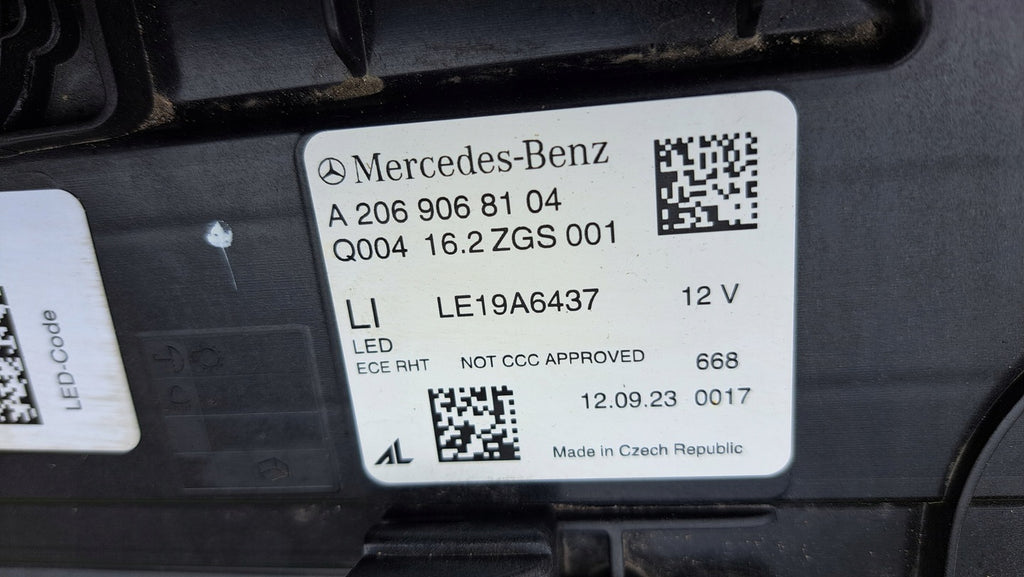 Mercedes-Benz
A 206 906 81 04
Q004 16.2 ZGS 001
LI LE19A6437 12 V
LED
ECE RHT NOT CCC APPROVED 668
12.09.23 0017
AL
Made in Czech Republic
LED-Code